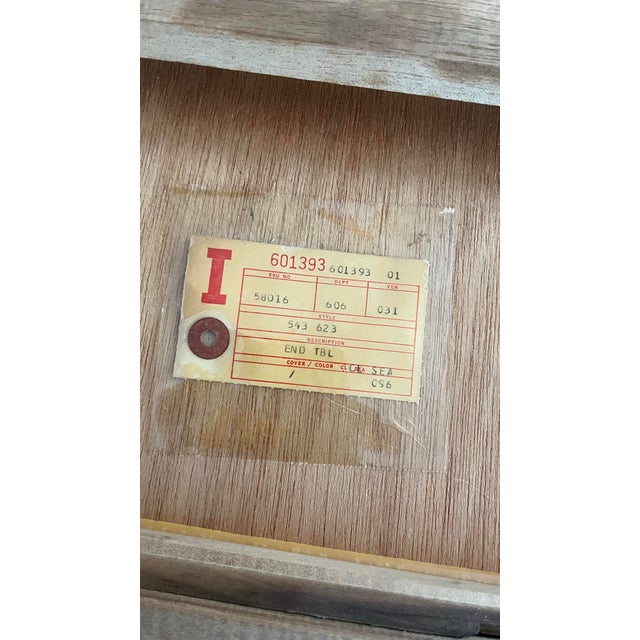 I 601393 601393 01
SKU NO DEPT VEN
58016 606 031
STYLE
543 623
DESCRIPTION
END TBL
COVER / COLOR CL SEA
/ 096